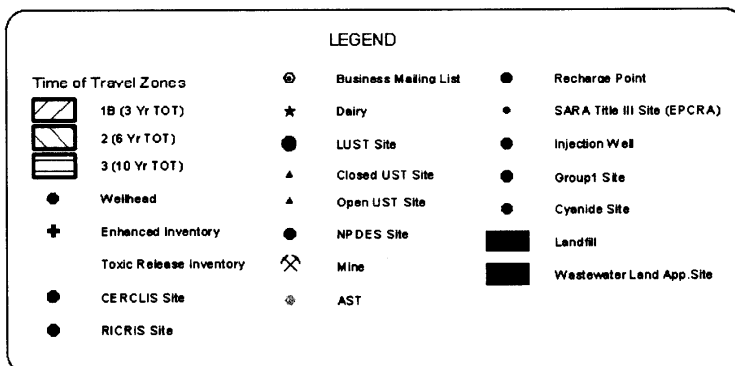 LEGEND
Time of Travel Zones
1B (3 Yr TOT)
2 (6 Yr TOT)
3 (10 Yr TOT)
Wellhead
Enhanced Inventory
Toxic Release Inventory
CERCLIS Site
RICRIS Site
Business Mailing List
Dairy
LUST Site
Closed UST Site
Open UST Site
NPDES Site
Mine
AST
Recharge Point
SARA Title III Site (EPCRA)
Injection Well
Group1 Site
Cyanide Site
Landfill
Wastewater Land App.Site